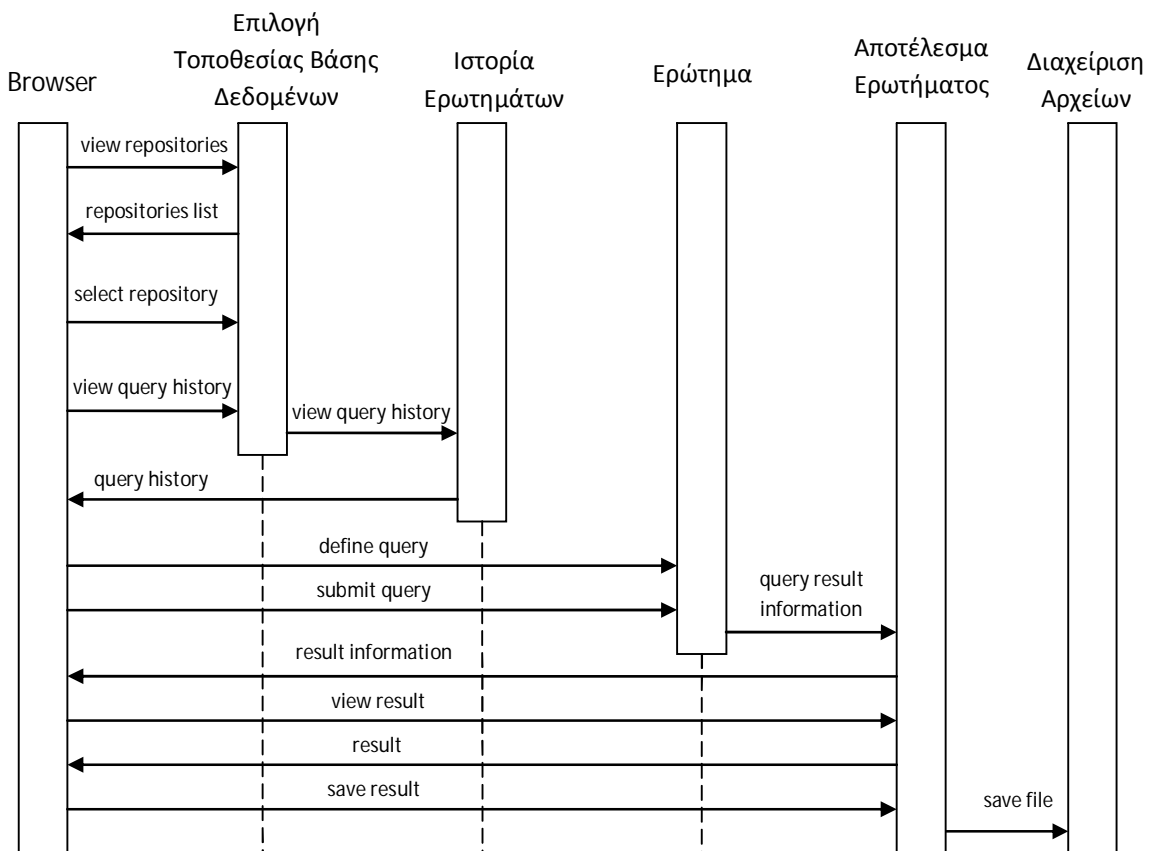 Browser
Επιλογή
Τοποθεσίας Βάσης
Δεδομένων
Ιστορία
Ερωτημάτων
Ερώτημα
Αποτέλεσμα
Ερωτήματος
Διαχείριση
Αρχείων
view repositories
repositories list
select repository
view query history
view query history
query history
define query
submit query
query result
information
result information
view result
result
save result
save file